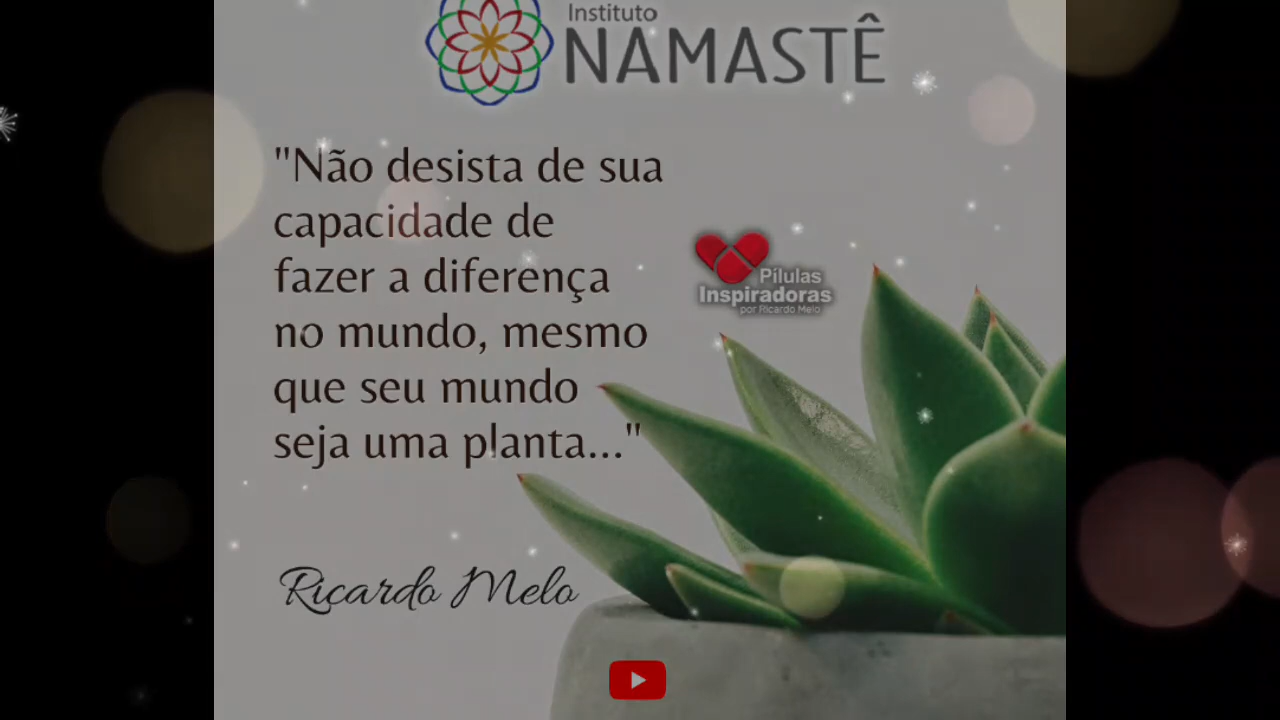 Instituto
NAMASTÊ
"Não desista de sua
capacidade de
fazer a diferença
no mundo, mesmo
que seu mundo
seja uma planta..."
Pílulas
Inspiradoras
por Ricardo Melo
Ricardo Melo